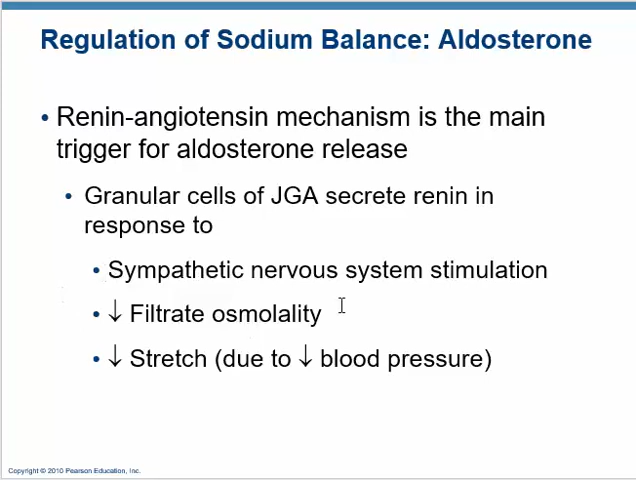 Regulation of Sodium Balance: Aldosterone
• Renin-angiotensin mechanism is the main
trigger for aldosterone release
• Granular cells of JGA secrete renin in
response to
• Sympathetic nervous system stimulation
• ↓ Filtrate osmolality
• ↓ Stretch (due to ↓ blood pressure)
Copyright © 2010 Pearson Education, Inc.